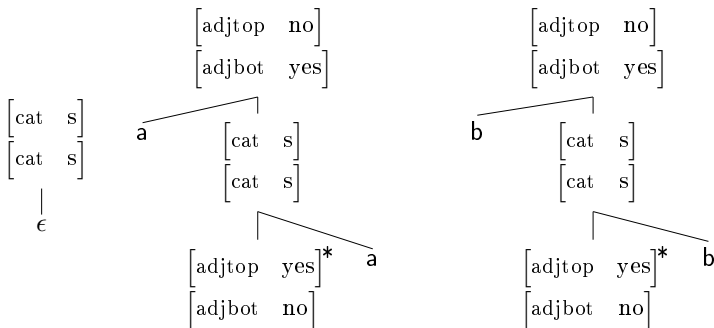 [adjtop no] [adjtop no]
[adjbot yes] [adjbot yes]
[cat s]
a b
[cat s] [cat s]
[cat s]
[cat s] [cat s]
ϵ
[adjtop yes]* a [adjtop yes]* b
[adjbot no] [adjbot no]